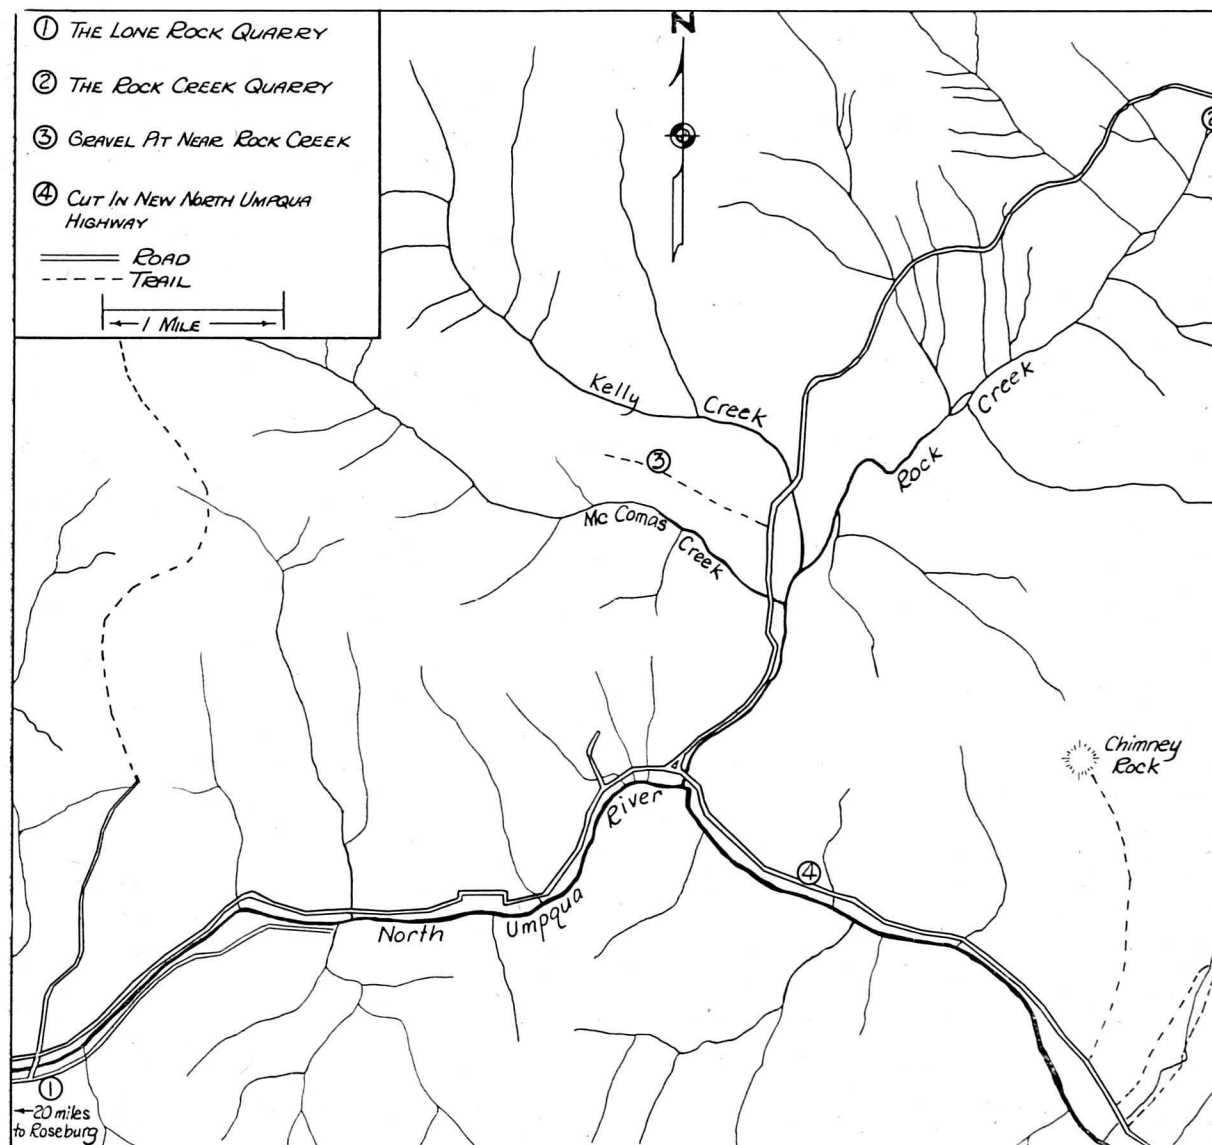 ① THE LONE ROCK QUARRY
② THE ROCK CREEK QUARRY
③ GRAVEL PIT NEAR ROCK CREEK
④ CUT IN NEW NORTH UMPQUA
HIGHWAY
ROAD
TRAIL
1 MILE
N
②
Kelly Creek
Rock Creek
③
Mc Comas Creek
Chimney
Rock
④
North Umpqua River
①
←20 miles
to Roseburg